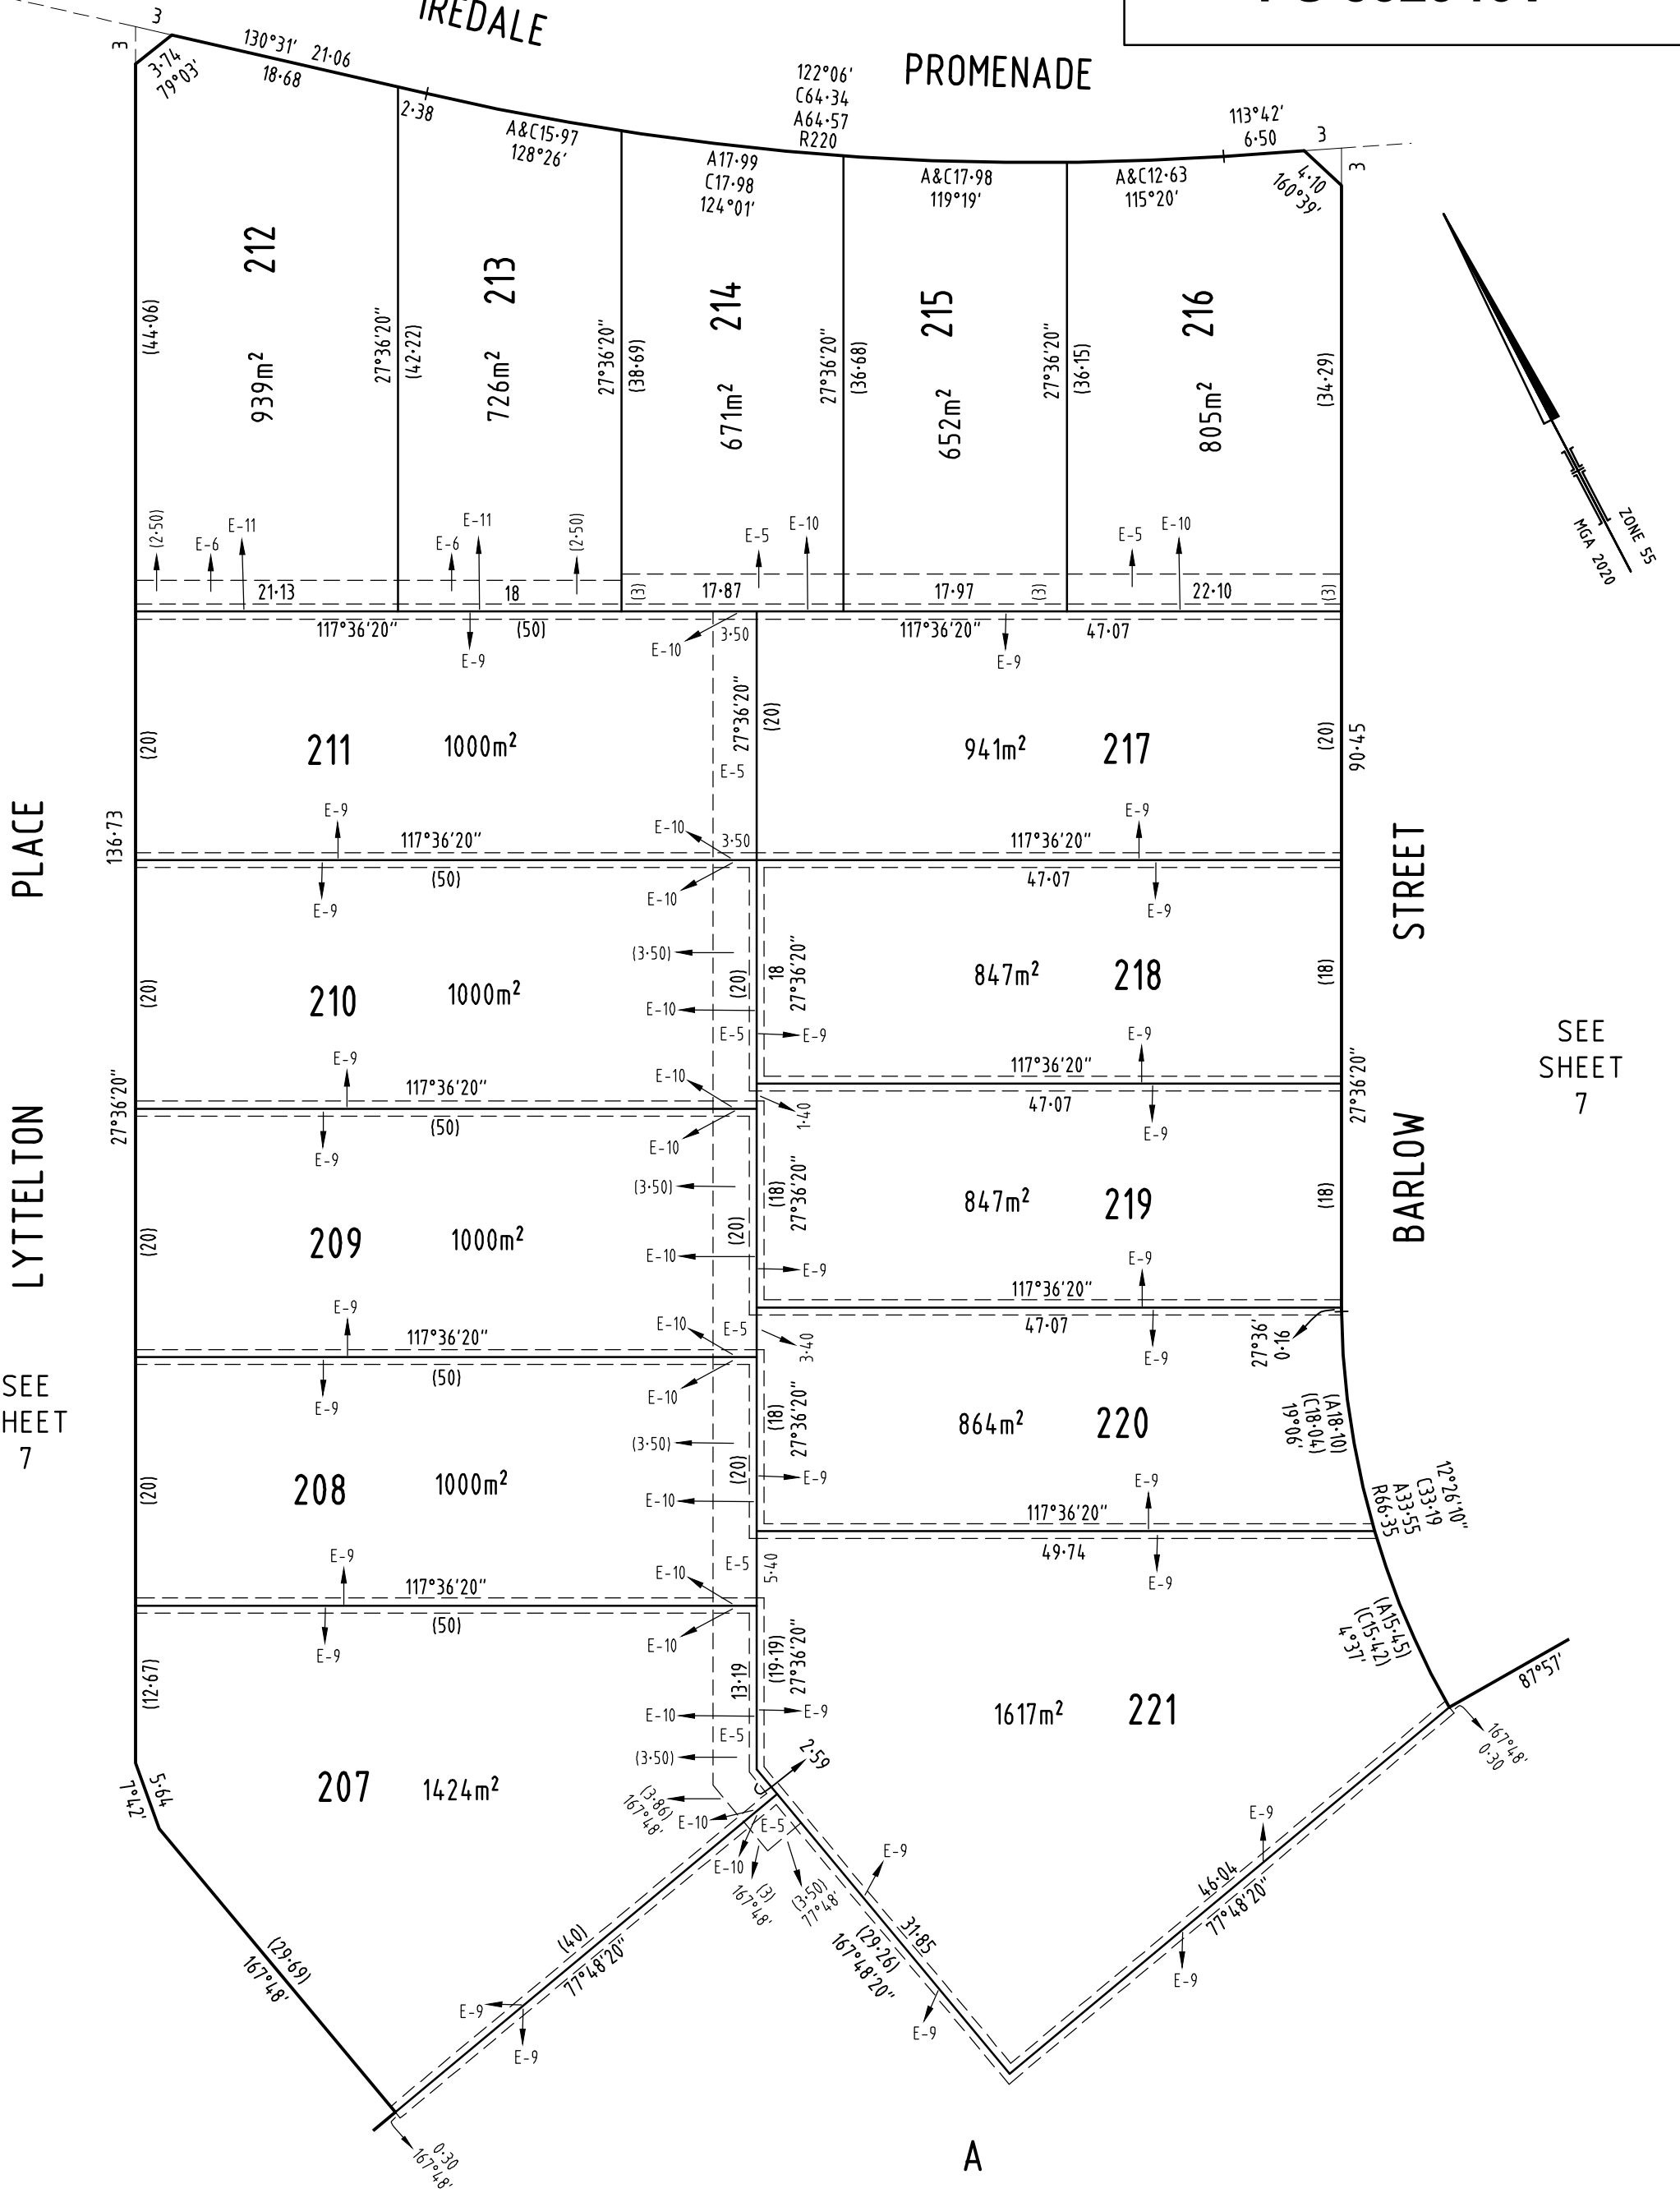 IREDALE
PROMENADE
3
3
3·74
79°03'
130°31' 21·06
18·68
2·38
A&C15·97
128°26'
122°06'
C64·34
A64·57
R220
A17·99
C17·98
124°01'
A&C17·98
119°19'
A&C12·63
115°20'
113°42'
6·50
3
3
4·10
160°39'
212
939m²
(44·06)
27°36'20"
(42·22)
213
726m²
27°36'20"
(38·69)
214
671m²
27°36'20"
(36·68)
215
652m²
27°36'20"
(36·15)
216
805m²
(34·29)
MGA 2020
ZONE 55
(2·50)
E-6
E-11
E-6
E-11
(2·50)
E-5
E-10
E-5
E-10
21·13
18
(3)
17·87
17·97
(3)
22·10
(3)
117°36'20"
(50)
E-9
E-10
3·50
117°36'20"
47·07
E-9
(20)
211
1000m²
27°36'20"
(20)
E-5
941m²
217
(20)
90·45
136·73
PLACE
E-9
117°36'20"
(50)
E-9
E-10
3·50
E-10
E-9
117°36'20"
47·07
E-9
STREET
(20)
210
1000m²
(3·50)
E-10
(20)
E-5
18
27°36'20"
E-9
847m²
218
(18)
SEE
SHEET
7
27°36'20"
LYTTELTON
E-9
117°36'20"
(50)
E-9
E-10
E-10
1·40
E-9
117°36'20"
47·07
E-9
27°36'20"
BARLOW
(20)
209
1000m²
(3·50)
E-10
(20)
(18)
27°36'20"
E-9
847m²
219
(18)
E-9
117°36'20"
(50)
E-9
E-10
E-5
E-10
3·40
E-9
117°36'20"
47·07
E-9
27°36'
0·16
SEE
HEET
7
(20)
208
1000m²
(3·50)
E-10
(20)
(18)
27°36'20"
E-9
864m²
220
(A18·10)
(C18·04)
19°06'
12°26'10"
C33·19
A33·55
R66·35
E-9
117°36'20"
49·74
E-9
E-9
117°36'20"
(50)
E-9
E-10
E-5
5·40
E-10
(12·67)
207
1424m²
13·19
E-10
E-5
(3·50)
(19·19)
27°36'20"
E-9
1617m²
221
(A15·45)
(C15·42)
4°37'
87°57'
167°48'
0·30
5·64
7°42'
2·59
(3·86)
167°48'
E-10
E-5
E-10
(3)
167°48'
(3·50)
77°48'
E-9
E-9
(29·69)
167°48'
(40)
77°48'20"
31·85
(29·26)
167°48'20"
46·04
77°48'20"
E-9
E-9
E-9
E-9
0·30
167°48'
A